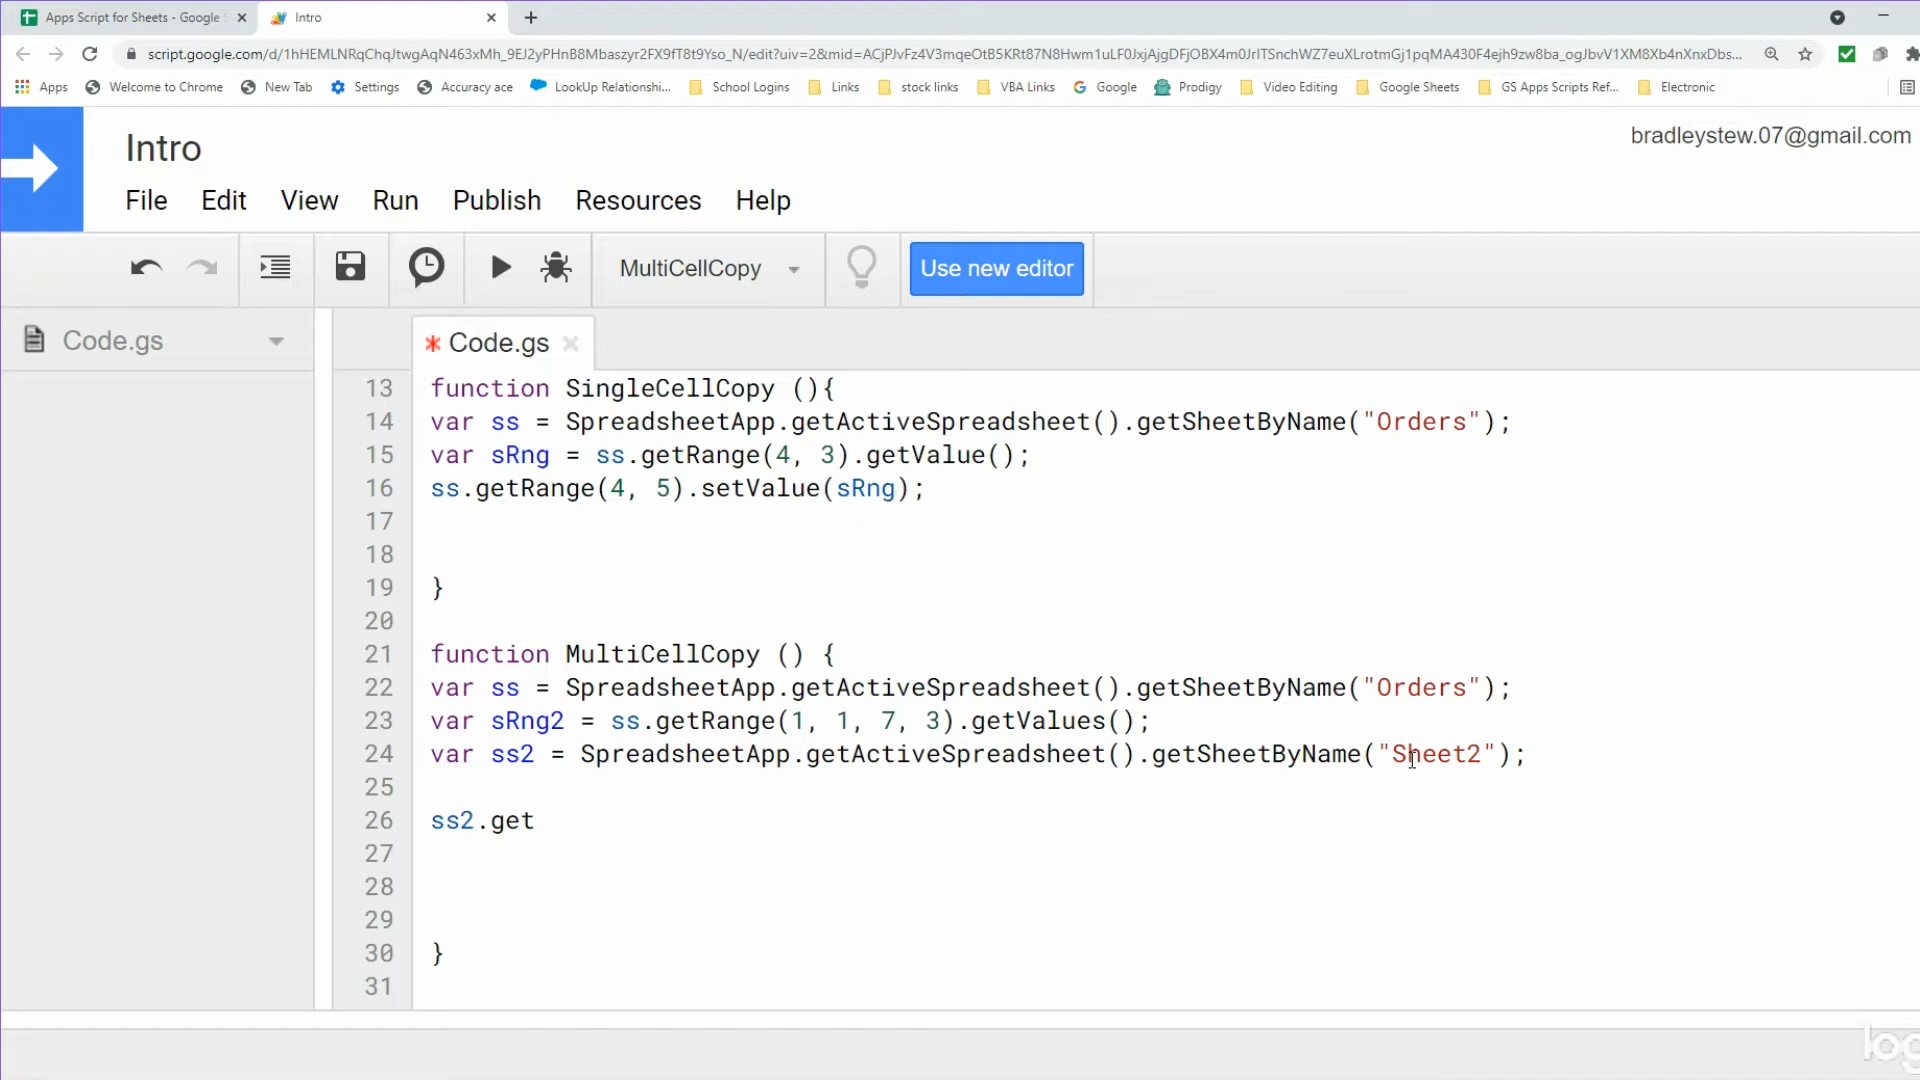 Apps Script for Sheets - Google S
Intro
script.google.com/d/1hHEMLNRqChqJtwgAqN463xMh_9EJ2yPHnB8Mbaszyr2FX9fT8t9Yso_N/edit?uiv=2&mid=ACjPJvFz4V3mqeOtB5KRt87N8Hwm1uLF0JxjAjgDFjOBX4m0JrITSnchWZ7euXLrotmGj1pqMA430F4ejh9zw8ba_ogJbvV1XM8Xb4nXnxDbs...
Apps Welcome to Chrome New Tab Settings Accuracy ace LookUp Relationshi... School Logins Links stock links VBA Links Google Prodigy Video Editing Google Sheets GS Apps Scripts Ref... Electronic
Intro
bradleystew.07@gmail.com
File Edit View Run Publish Resources Help
MultiCellCopy
Use new editor
Code.gs
* Code.gs
13 function SingleCellCopy (){
14 var ss = SpreadsheetApp.getActiveSpreadsheet().getSheetByName("Orders");
15 var sRng = ss.getRange(4, 3).getValue();
16 ss.getRange(4, 5).setValue(sRng);
17
18
19 }
20
21 function MultiCellCopy () {
22 var ss = SpreadsheetApp.getActiveSpreadsheet().getSheetByName("Orders");
23 var sRng2 = ss.getRange(1, 1, 7, 3).getValues();
24 var ss2 = SpreadsheetApp.getActiveSpreadsheet().getSheetByName("Sheet2");
25
26 ss2.get
27
28
29
30 }
31